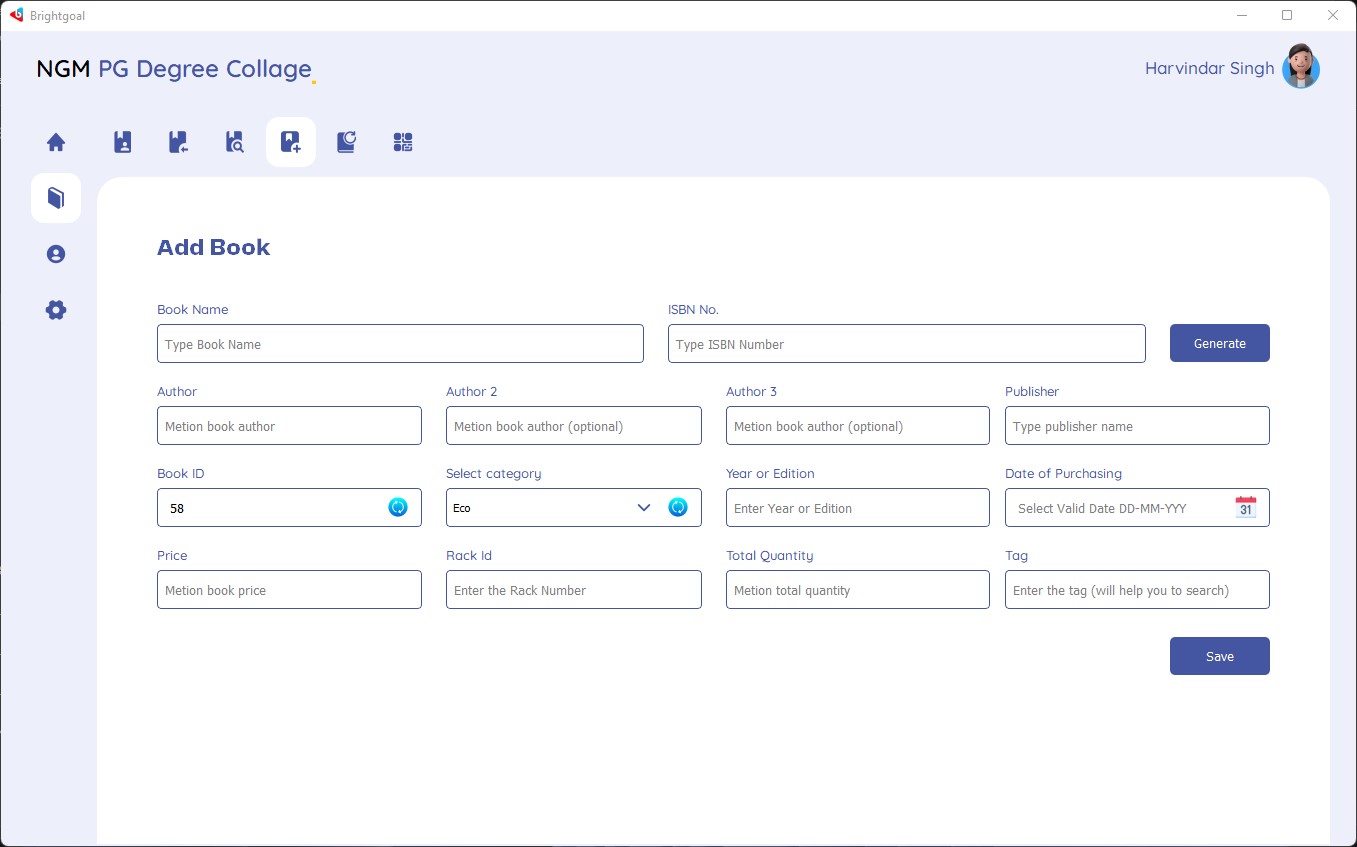 Brightgoal
NGM PG Degree Collage.
Harvindar Singh
Add Book
Book Name
ISBN No.
Type Book Name
Type ISBN Number
Generate
Author
Author 2
Author 3
Publisher
Metion book author
Metion book author (optional)
Metion book author (optional)
Type publisher name
Book ID
Select category
Year or Edition
Date of Purchasing
58
Eco
Enter Year or Edition
Select Valid Date DD-MM-YYY
31
Price
Rack Id
Total Quantity
Tag
Metion book price
Enter the Rack Number
Metion total quantity
Enter the tag (will help you to search)
Save